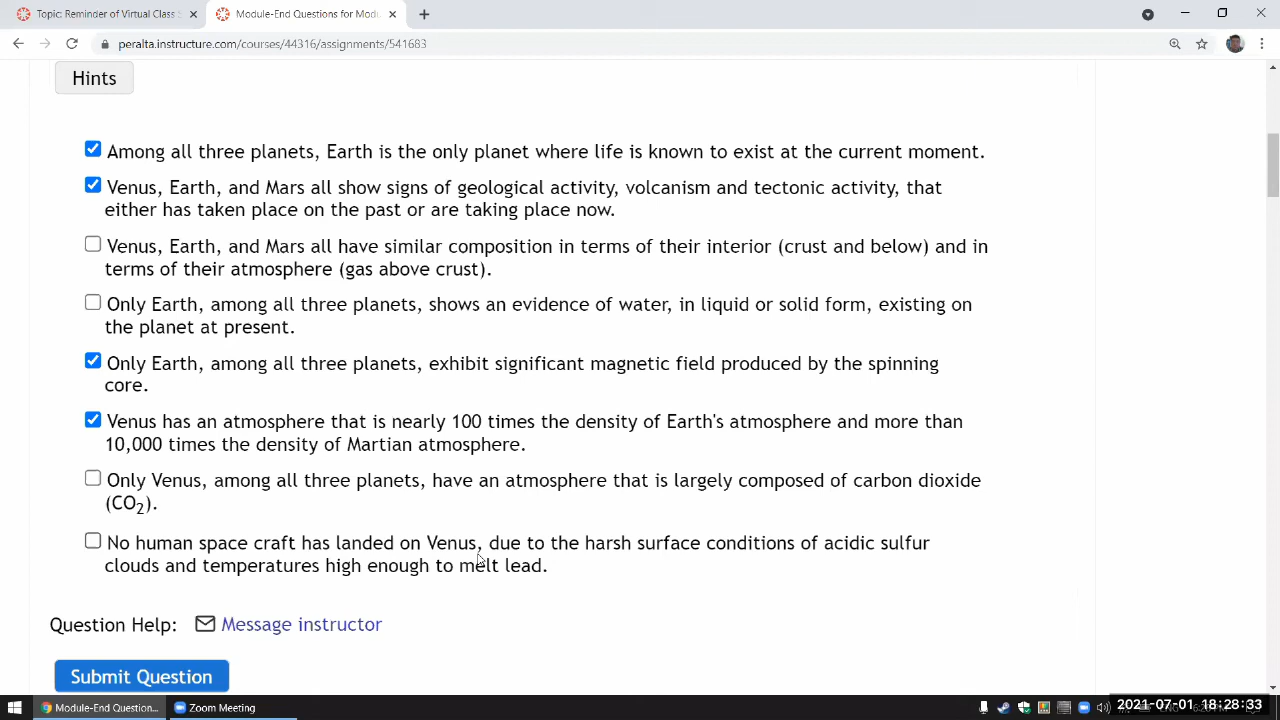 Topic: Reminder of Virtual Class S
Module-End Questions for Modu
peralta.instructure.com/courses/44316/assignments/541683
Hints
Among all three planets, Earth is the only planet where life is known to exist at the current moment.
Venus, Earth, and Mars all show signs of geological activity, volcanism and tectonic activity, that
either has taken place on the past or are taking place now.
Venus, Earth, and Mars all have similar composition in terms of their interior (crust and below) and in
terms of their atmosphere (gas above crust).
Only Earth, among all three planets, shows an evidence of water, in liquid or solid form, existing on
the planet at present.
Only Earth, among all three planets, exhibit significant magnetic field produced by the spinning
core.
Venus has an atmosphere that is nearly 100 times the density of Earth's atmosphere and more than
10,000 times the density of Martian atmosphere.
Only Venus, among all three planets, have an atmosphere that is largely composed of carbon dioxide
(CO₂).
No human space craft has landed on Venus, due to the harsh surface conditions of acidic sulfur
clouds and temperatures high enough to melt lead.
Question Help: Message instructor
Submit Question
Module-End Question...
Zoom Meeting
2021-07-01 18:28:33